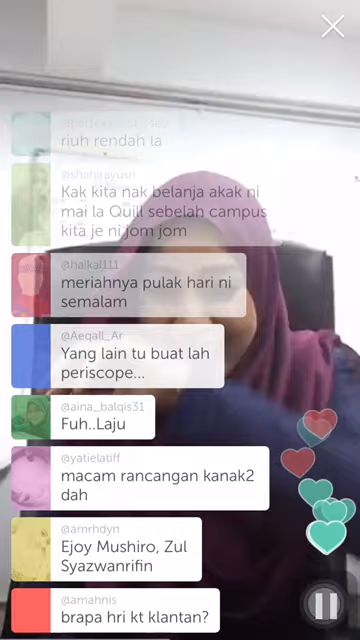 riuh rendah la
@shahirayusri
Kak kita nak belanja akak ni
mai la Quill sebelah campus
kita je ni jom jom
@haikal111
meriahnya pulak hari ni
semalam
@Aeqall_Ar
Yang lain tu buat lah
periscope...
@aina_balqis31
Fuh..Laju
@yatielatiff
macam rancangan kanak2
dah
@arnrhdyn
Ejoy Mushiro, Zul
Syazwanrifin
@amahnis
brapa hri kt klantan?